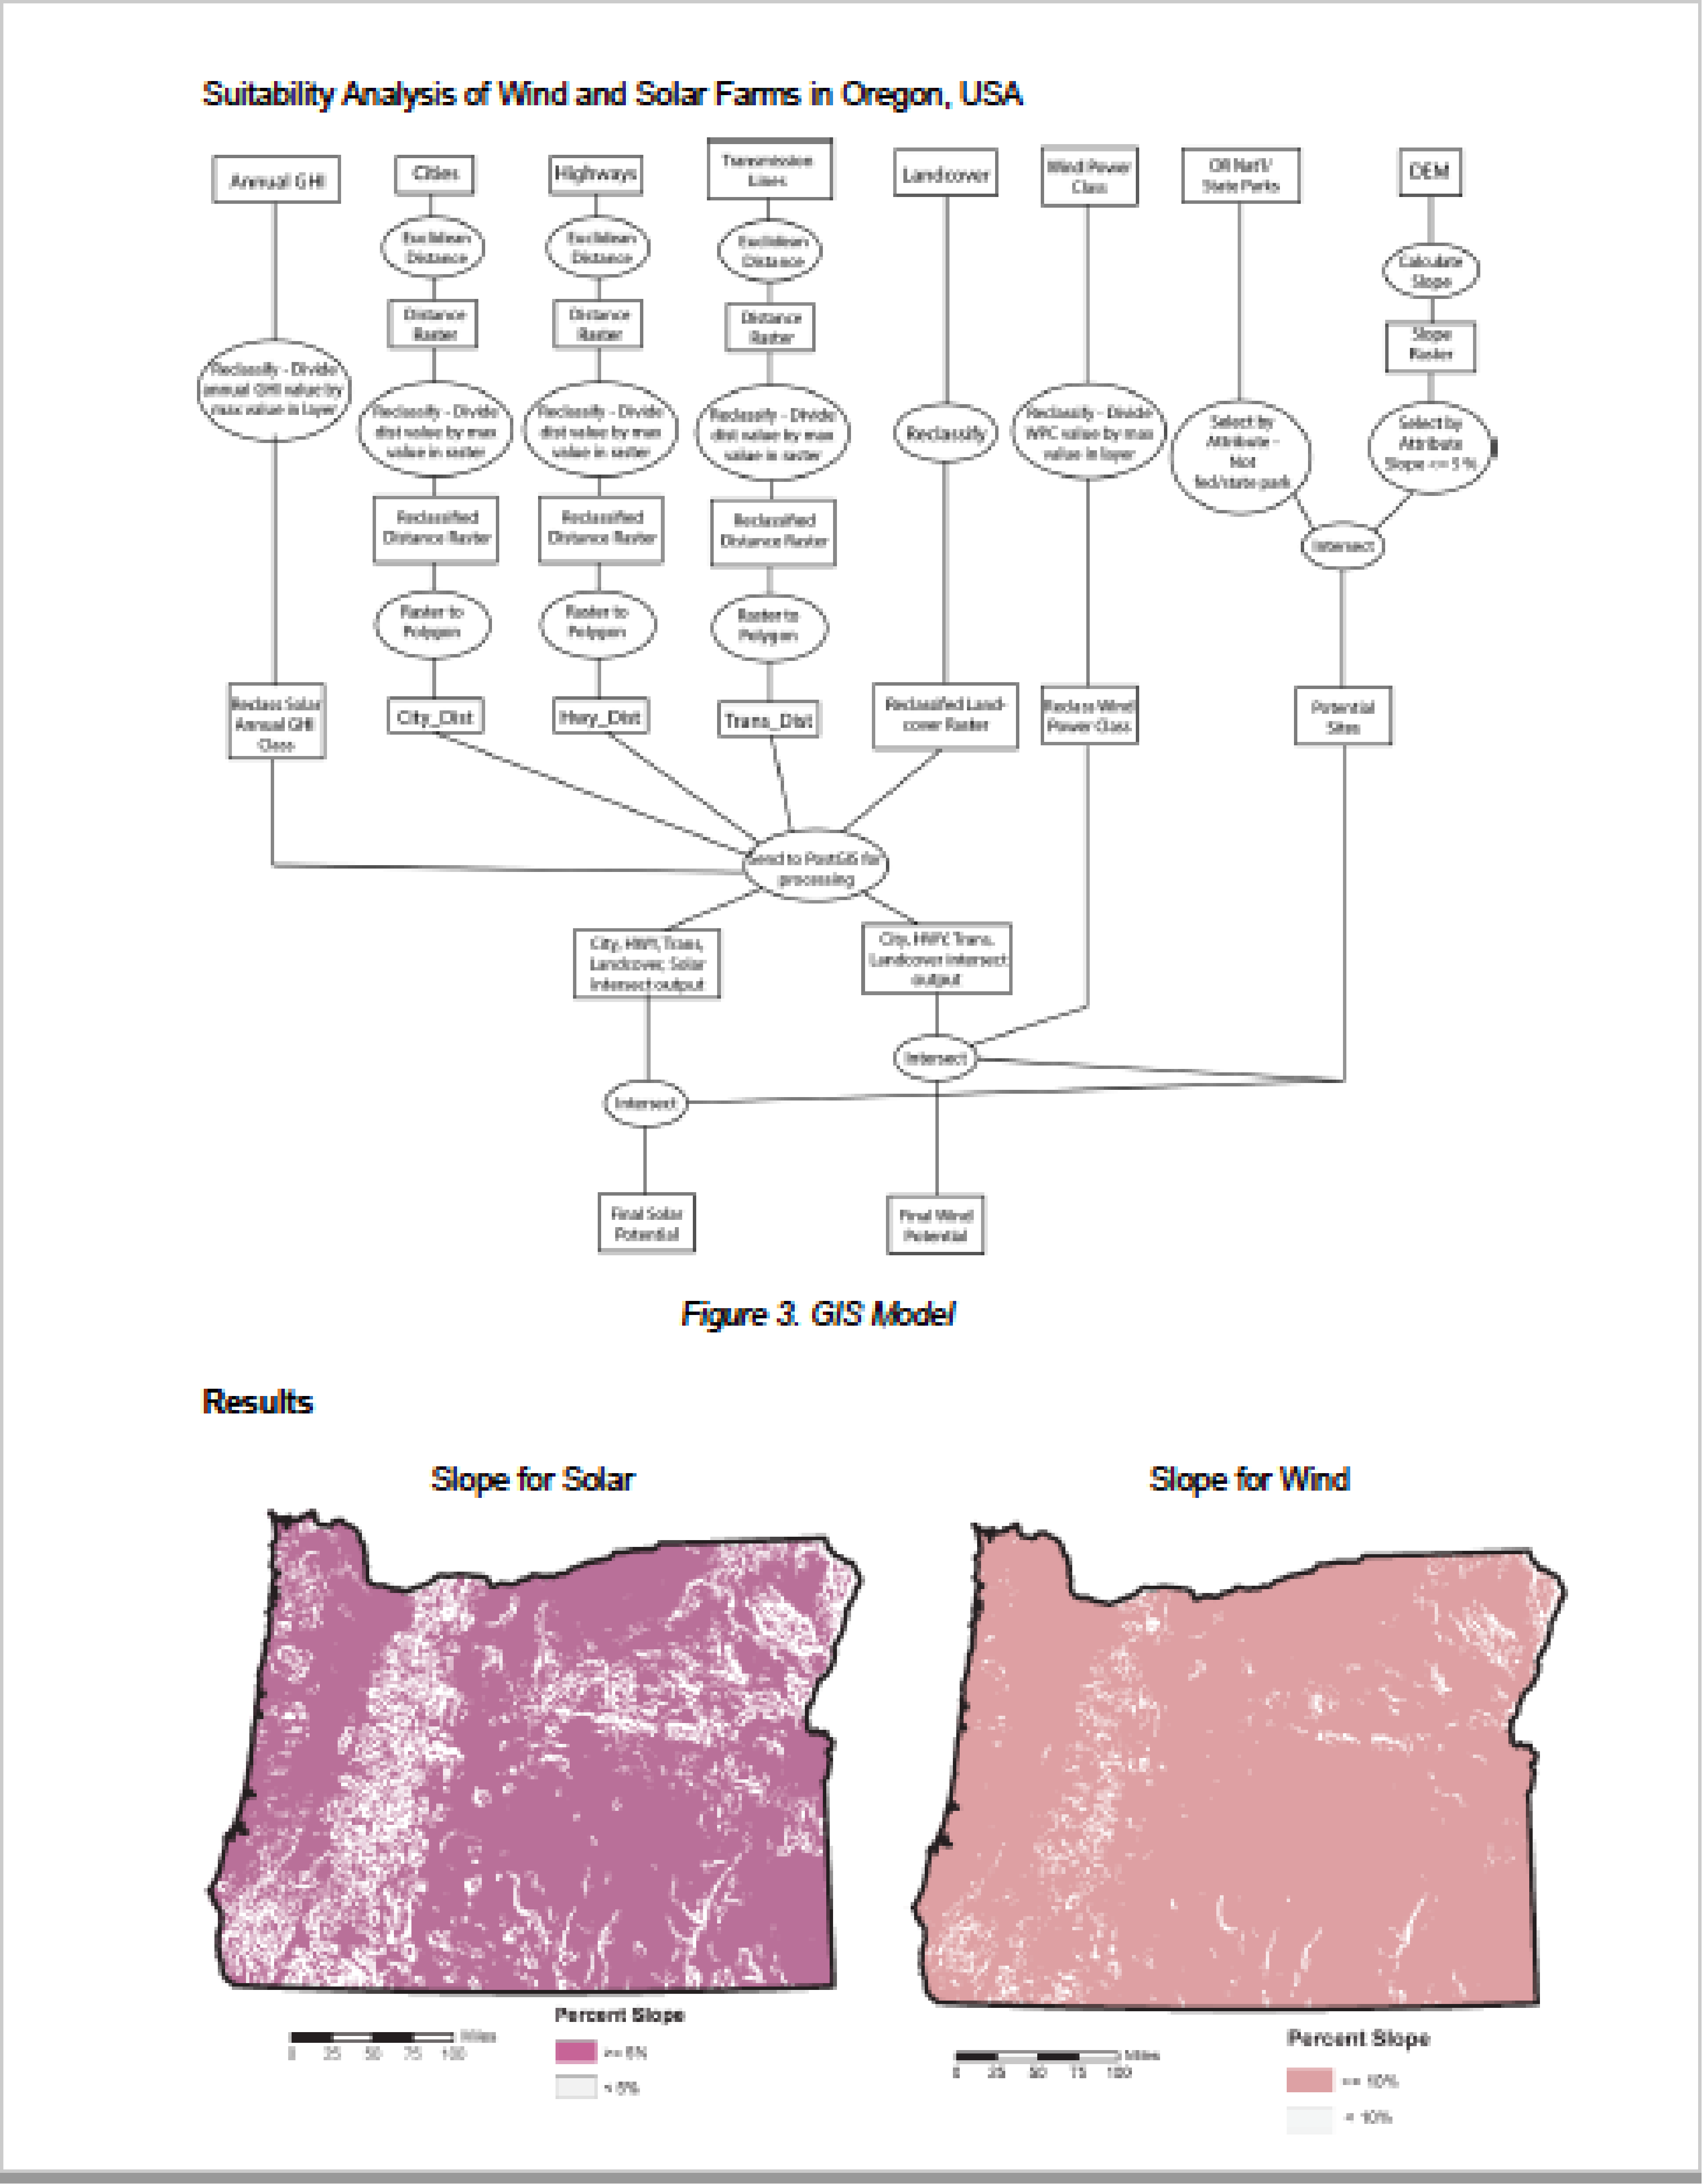 Suitability Analysis of Wind and Solar Farms in Oregon, USA
Annual GHI
Cities
Highways
Transmission
Lines
Landcover
Wind Power
Class
OR Nat'l/
State Parks
DEM
Euclidean
Distance
Euclidean
Distance
Euclidean
Distance
Calculate
Slope
Distance
Raster
Distance
Raster
Distance
Raster
Slope
Raster
Reclassify - Divide
annual GHI value by
max value in layer
Reclassify - Divide
dist value by max
value in raster
Reclassify - Divide
dist value by max
value in raster
Reclassify - Divide
dist value by max
value in raster
Reclassify
Reclassify - Divide
WPC value by max
value in layer
Select by
Attribute -
Not
fed/state park
Select by
Attribute
Slope <= 5 %
Reclassified
Distance Raster
Reclassified
Distance Raster
Reclassified
Distance Raster
Intersect
Raster to
Polygon
Raster to
Polygon
Raster to
Polygon
Reclass Solar
Annual GHI
Class
City_Dist
Hwy_Dist
Trans_Dist
Reclassifed Land-
cover Raster
Reclass Wind
Power Class
Potential
Sites
Send to PostGIS for
processing
City, HWY, Trans,
Landcover, Solar
intersect output
City, HWY, Trans,
Landcover intersect
output
Intersect
Intersect
Final Solar
Potential
Final Wind
Potential
Figure 3. GIS Model
Results
Slope for Solar
Slope for Wind
Percent Slope
Miles
0 25 50 75 100
5%
< 5%
Percent Slope
Miles
0 25 50 75 100
10%
< 10%